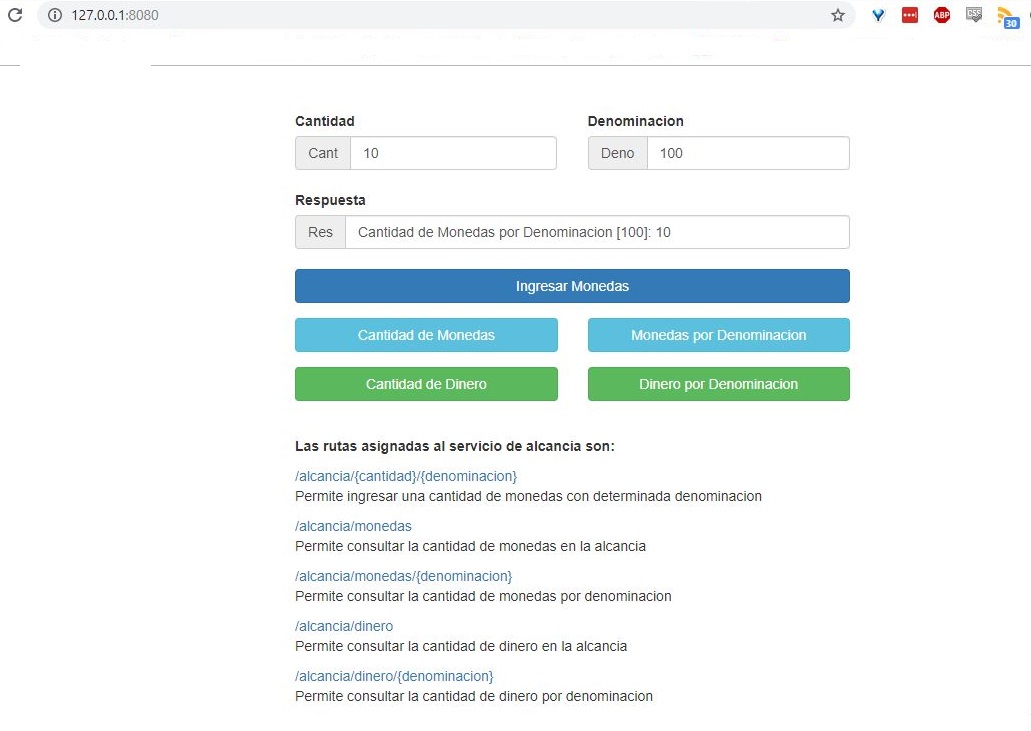 127.0.0.1:8080
ABP
CSS
30
Cantidad
Denominacion
Cant
10
Deno
100
Respuesta
Res
Cantidad de Monedas por Denominacion [100]: 10
Ingresar Monedas
Cantidad de Monedas
Monedas por Denominacion
Cantidad de Dinero
Dinero por Denominacion
Las rutas asignadas al servicio de alcancia son:
/alcancia/{cantidad}/{denominacion}
Permite ingresar una cantidad de monedas con determinada denominacion
/alcancia/monedas
Permite consultar la cantidad de monedas en la alcancia
/alcancia/monedas/{denominacion}
Permite consultar la cantidad de monedas por denominacion
/alcancia/dinero
Permite consultar la cantidad de dinero en la alcancia
/alcancia/dinero/{denominacion}
Permite consultar la cantidad de dinero por denominacion